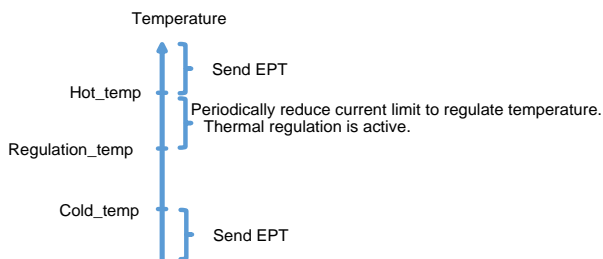 Temperature
Send EPT
Hot_temp
Periodically reduce current limit to regulate temperature.
Thermal regulation is active.
Regulation_temp
Cold_temp
Send EPT